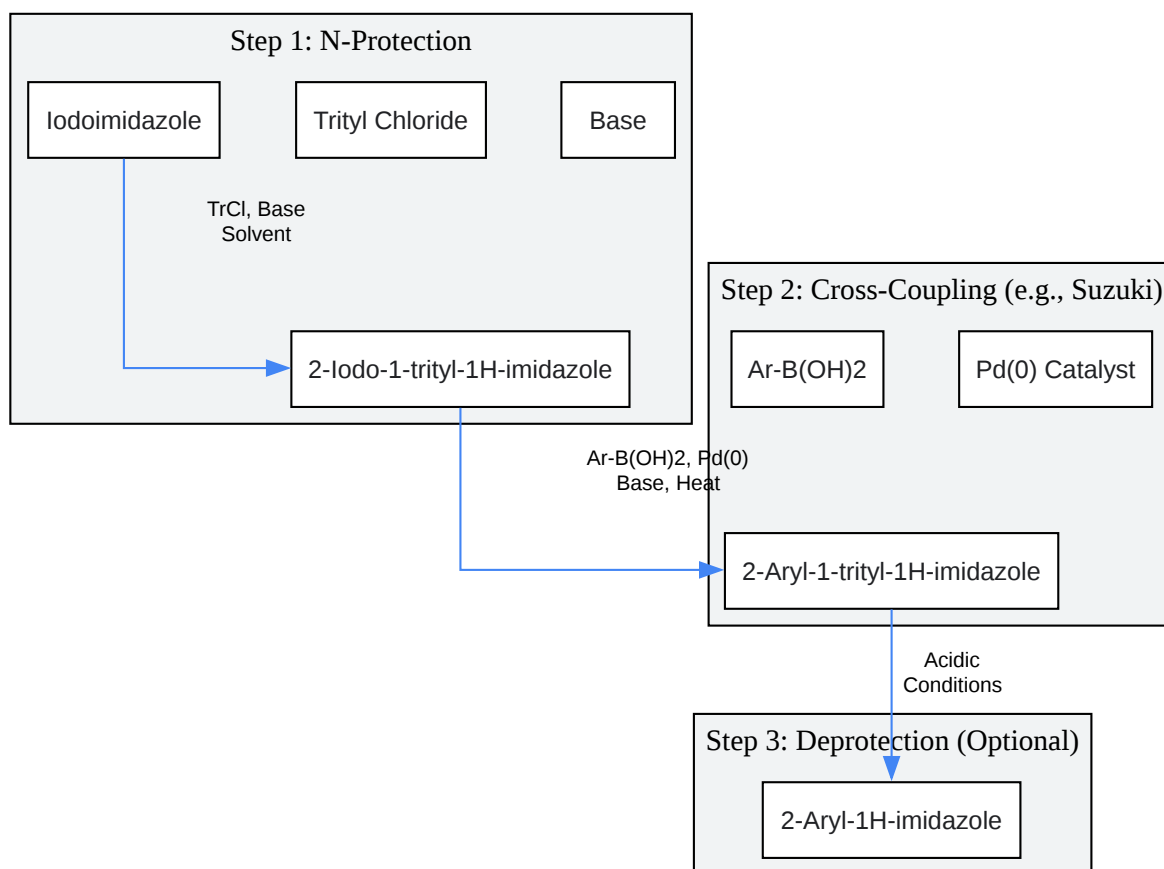 Step 1: N-Protection
Iodoimidazole
Trityl Chloride
Base
TrCl, Base
Solvent
2-Iodo-1-trityl-1H-imidazole
Step 2: Cross-Coupling (e.g., Suzuki)
Ar-B(OH)2
Pd(0) Catalyst
Ar-B(OH)2, Pd(0)
Base, Heat
2-Aryl-1-trityl-1H-imidazole
Acidic
Conditions
Step 3: Deprotection (Optional)
2-Aryl-1H-imidazole